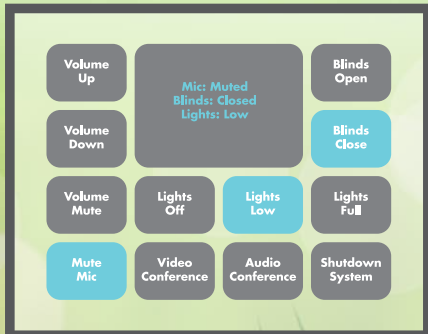 Volume
Up
Mic: Muted
Blinds: Closed
Lights: Low
Blinds
Open
Volume
Down
Blinds
Close
Volume
Mute
Lights
Off
Lights
Low
Lights
Full
Mute
Mic
Video
Conference
Audio
Conference
Shutdown
System